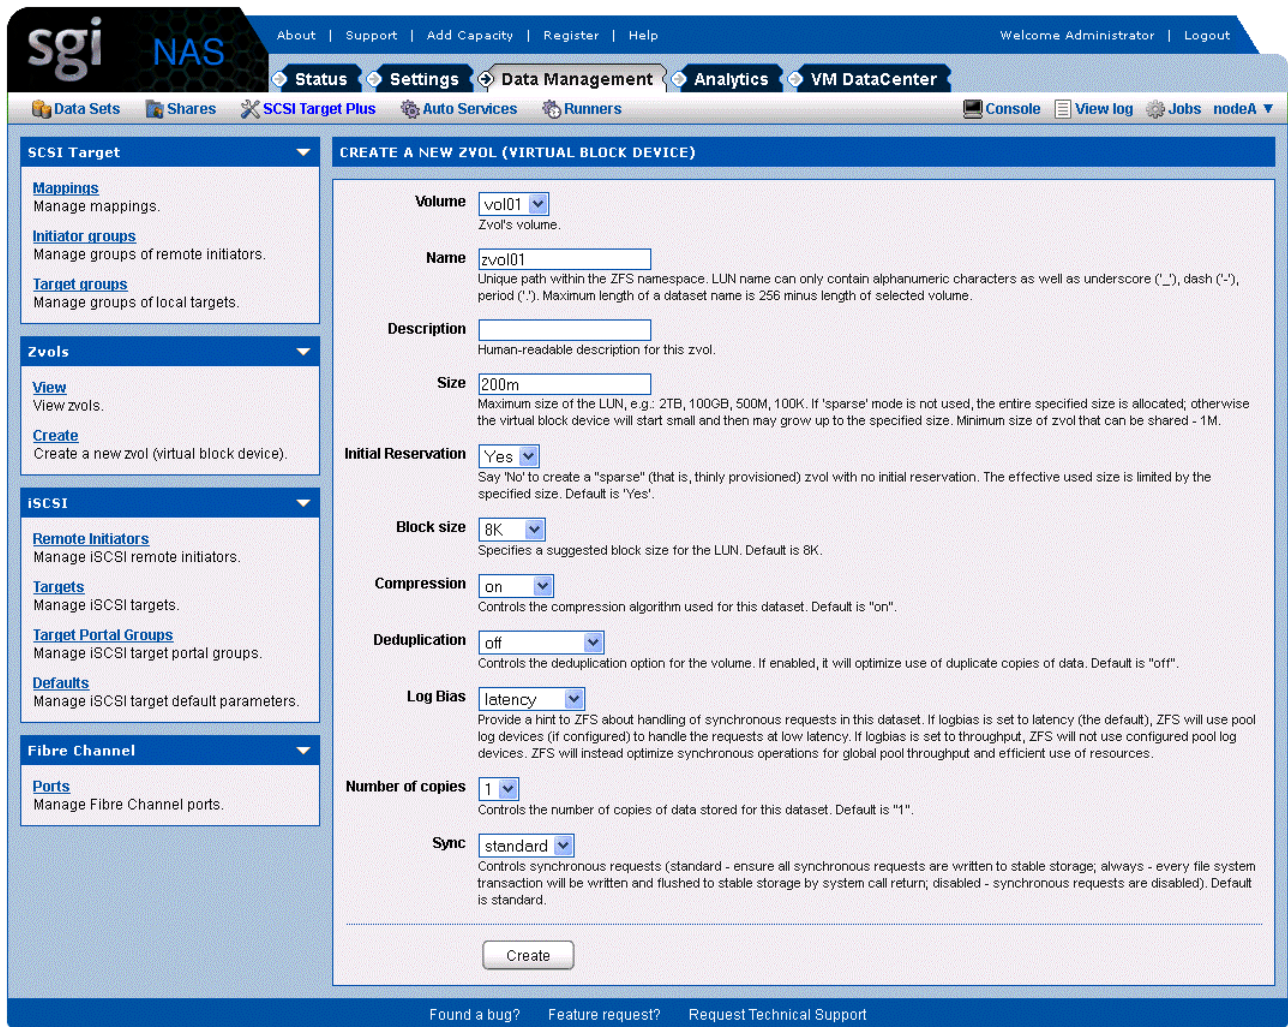 sgi NAS
About | Support | Add Capacity | Register | Help
Welcome Administrator | Logout
Status Settings Data Management Analytics VM DataCenter
Data Sets Shares SCSI Target Plus Auto Services Runners
Console View log Jobs nodeA ▼
SCSI Target
Mappings
Manage mappings.
Initiator groups
Manage groups of remote initiators.
Target groups
Manage groups of local targets.
Zvols
View
View zvols.
Create
Create a new zvol (virtual block device).
iSCSI
Remote Initiators
Manage iSCSI remote initiators.
Targets
Manage iSCSI targets.
Target Portal Groups
Manage iSCSI target portal groups.
Defaults
Manage iSCSI target default parameters.
Fibre Channel
Ports
Manage Fibre Channel ports.
CREATE A NEW ZVOL (VIRTUAL BLOCK DEVICE)
Volume vol01
Zvol's volume.
Name zvol01
Unique path within the ZFS namespace. LUN name can only contain alphanumeric characters as well as underscore ('_'), dash ('-'),
period ('.'). Maximum length of a dataset name is 256 minus length of selected volume.
Description
Human-readable description for this zvol.
Size 200m
Maximum size of the LUN, e.g.: 2TB, 100GB, 500M, 100K. If 'sparse' mode is not used, the entire specified size is allocated; otherwise
the virtual block device will start small and then may grow up to the specified size. Minimum size of zvol that can be shared - 1M.
Initial Reservation Yes
Say 'No' to create a "sparse" (that is, thinly provisioned) zvol with no initial reservation. The effective used size is limited by the
specified size. Default is 'Yes'.
Block size 8K
Specifies a suggested block size for the LUN. Default is 8K.
Compression on
Controls the compression algorithm used for this dataset. Default is "on".
Deduplication off
Controls the deduplication option for the volume. If enabled, it will optimize use of duplicate copies of data. Default is "off".
Log Bias latency
Provide a hint to ZFS about handling of synchronous requests in this dataset. If logbias is set to latency (the default), ZFS will use pool
log devices (if configured) to handle the requests at low latency. If logbias is set to throughput, ZFS will not use configured pool log
devices. ZFS will instead optimize synchronous operations for global pool throughput and efficient use of resources.
Number of copies 1
Controls the number of copies of data stored for this dataset. Default is "1".
Sync standard
Controls synchronous requests (standard - ensure all synchronous requests are written to stable storage; always - every file system
transaction will be written and flushed to stable storage by system call return; disabled - synchronous requests are disabled). Default
is standard.
Create
Found a bug? Feature request? Request Technical Support